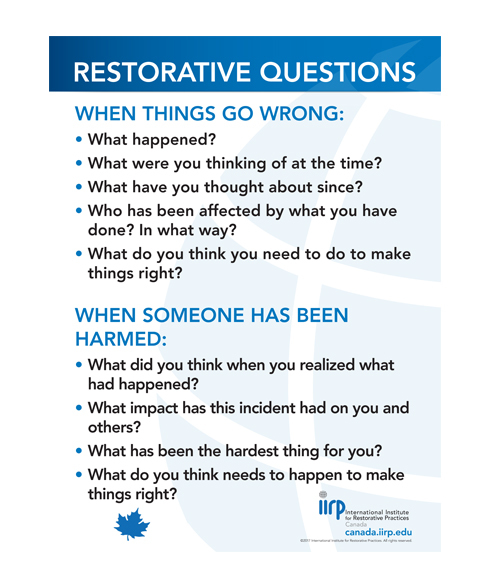 RESTORATIVE QUESTIONS
WHEN THINGS GO WRONG:
• What happened?
• What were you thinking of at the time?
• What have you thought about since?
• Who has been affected by what you have
done? In what way?
• What do you think you need to do to make
things right?
WHEN SOMEONE HAS BEEN
HARMED:
• What did you think when you realized what
had happened?
• What impact has this incident had on you and
others?
• What has been the hardest thing for you?
• What do you think needs to happen to make
things right?
iirp
International Institute
for Restorative Practices
Canada
canada.iirp.edu
©2017 International Institute for Restorative Practices. All rights reserved.